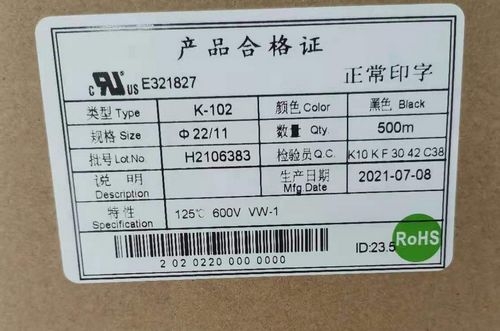 产品合格证
c RU US E321827 正常印字
类型 Type K-102 颜色 Color 黑色 Black
规格 Size Φ22/11 数量 Qty. 500m
批号 Lot.No. H2106383 检验员Q.C. K10 K F 30 42 C38
说明 Description 生产日期 Mfg.Date 2021-07-08
特性 Specification 125℃ 600V VW-1
2 02 0220 000 0000 ID:23.5 RoHS